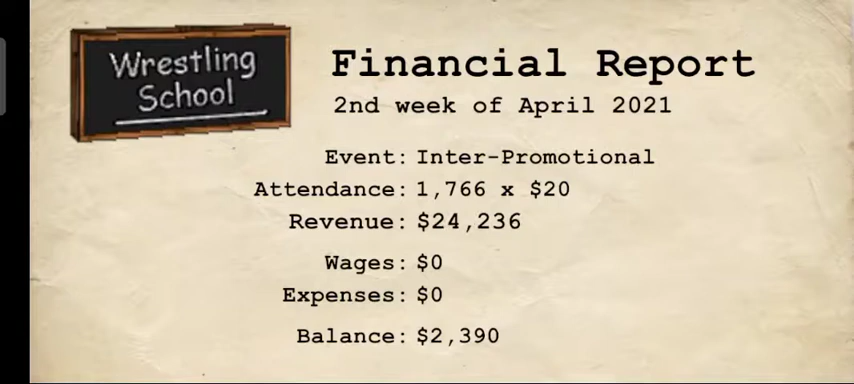 Wrestling
School
Financial Report
2nd week of April 2021
Event: Inter-Promotional
Attendance: 1,766 x $20
Revenue: $24,236
Wages: $0
Expenses: $0
Balance: $2,390